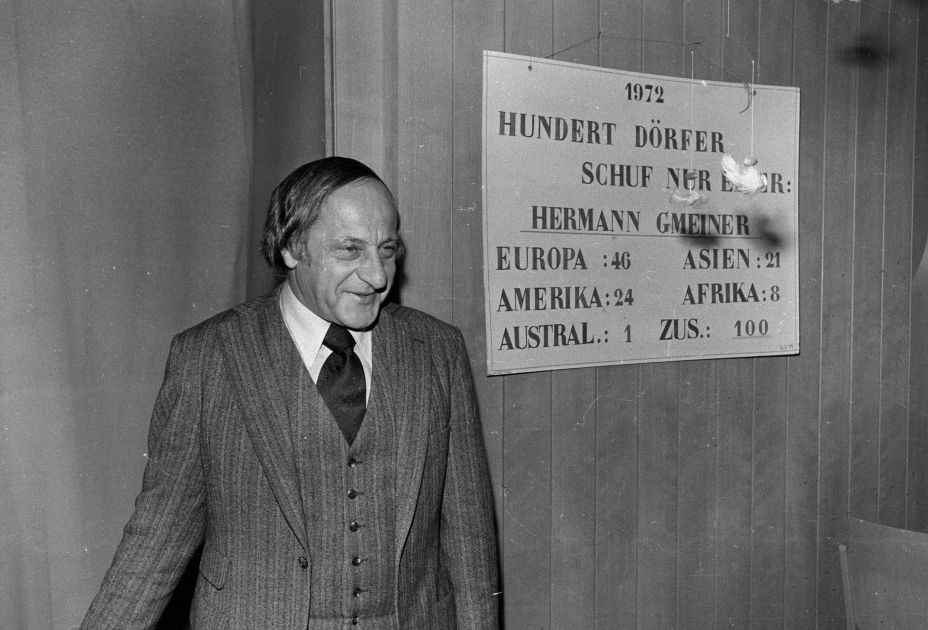 1972
HUNDERT DÖRFER
SCHUF NUR EINER:
HERMANN GMEINER
EUROPA :46 ASIEN :21
AMERIKA: 24 AFRIKA: 8
AUSTRAL.: 1 ZUS.: 100